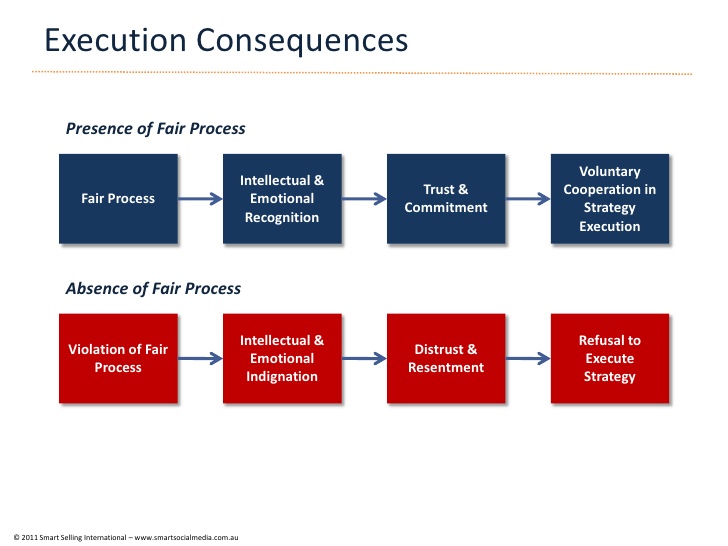 Execution Consequences
Presence of Fair Process
Fair Process
Intellectual &
Emotional
Recognition
Trust &
Commitment
Voluntary
Cooperation in
Strategy
Execution
Absence of Fair Process
Violation of Fair
Process
Intellectual &
Emotional
Indignation
Distrust &
Resentment
Refusal to
Execute
Strategy
© 2011 Smart Selling International – www.smartsocialmedia.com.au